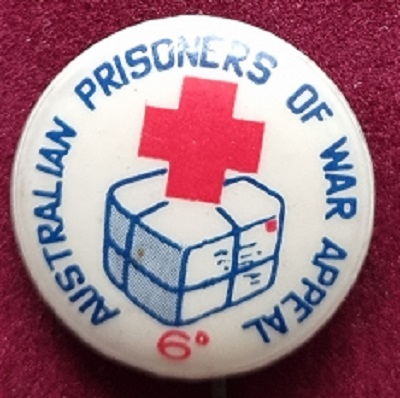 AUSTRALIAN PRISONERS OF WAR APPEAL
6ᴰ